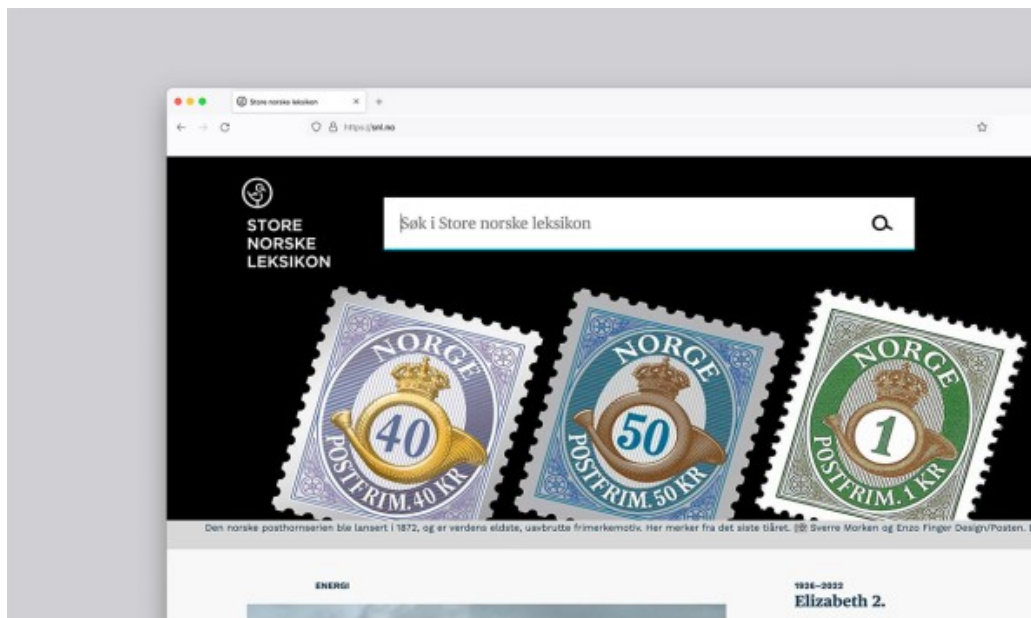 Store norske leksikon
https://snl.no
STORE
NORSKE
LEKSIKON
Søk i Store norske leksikon
NORGE
40
POSTFRIM. 40 KR
NORGE
50
POSTFRIM. 50 KR
NORGE
1
POSTFRIM. 1 KR
Den norske posthornserien ble lansert i 1872, og er verdens eldste, uavbrutte frimerkemotiv. Her merker fra det siste tiåret. Sverre Morken og Enzo Finger Design/Posten.
ENERGI
1926–2022
Elizabeth 2.